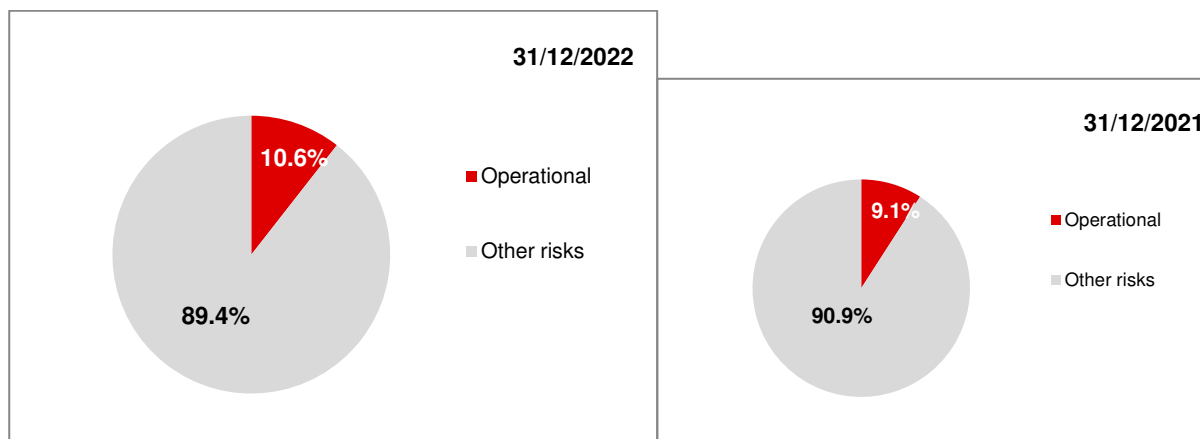 31/12/2022
10.6%
Operational
Other risks
89.4%
31/12/2021
9.1%
Operational
Other risks
90.9%